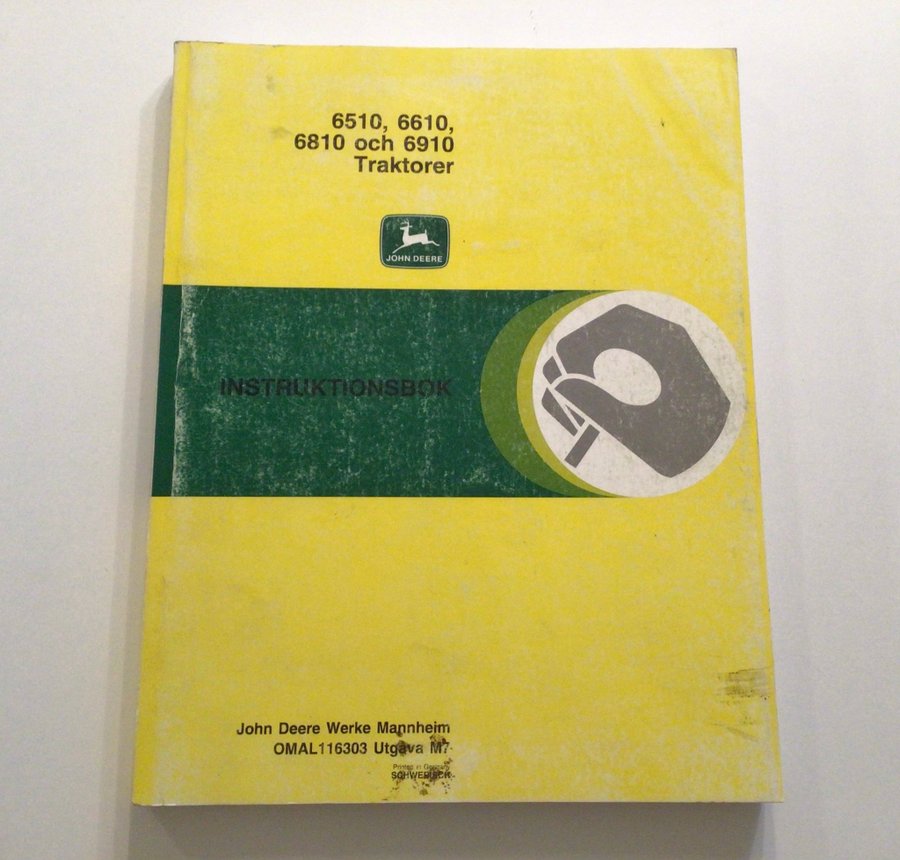 6510, 6610,
6810 och 6910
Traktorer
JOHN DEERE
INSTRUKTIONSBOK
John Deere Werke Mannheim
OMAL116303 Utgåva M7
Printed in Germany
SCHWEDISCH